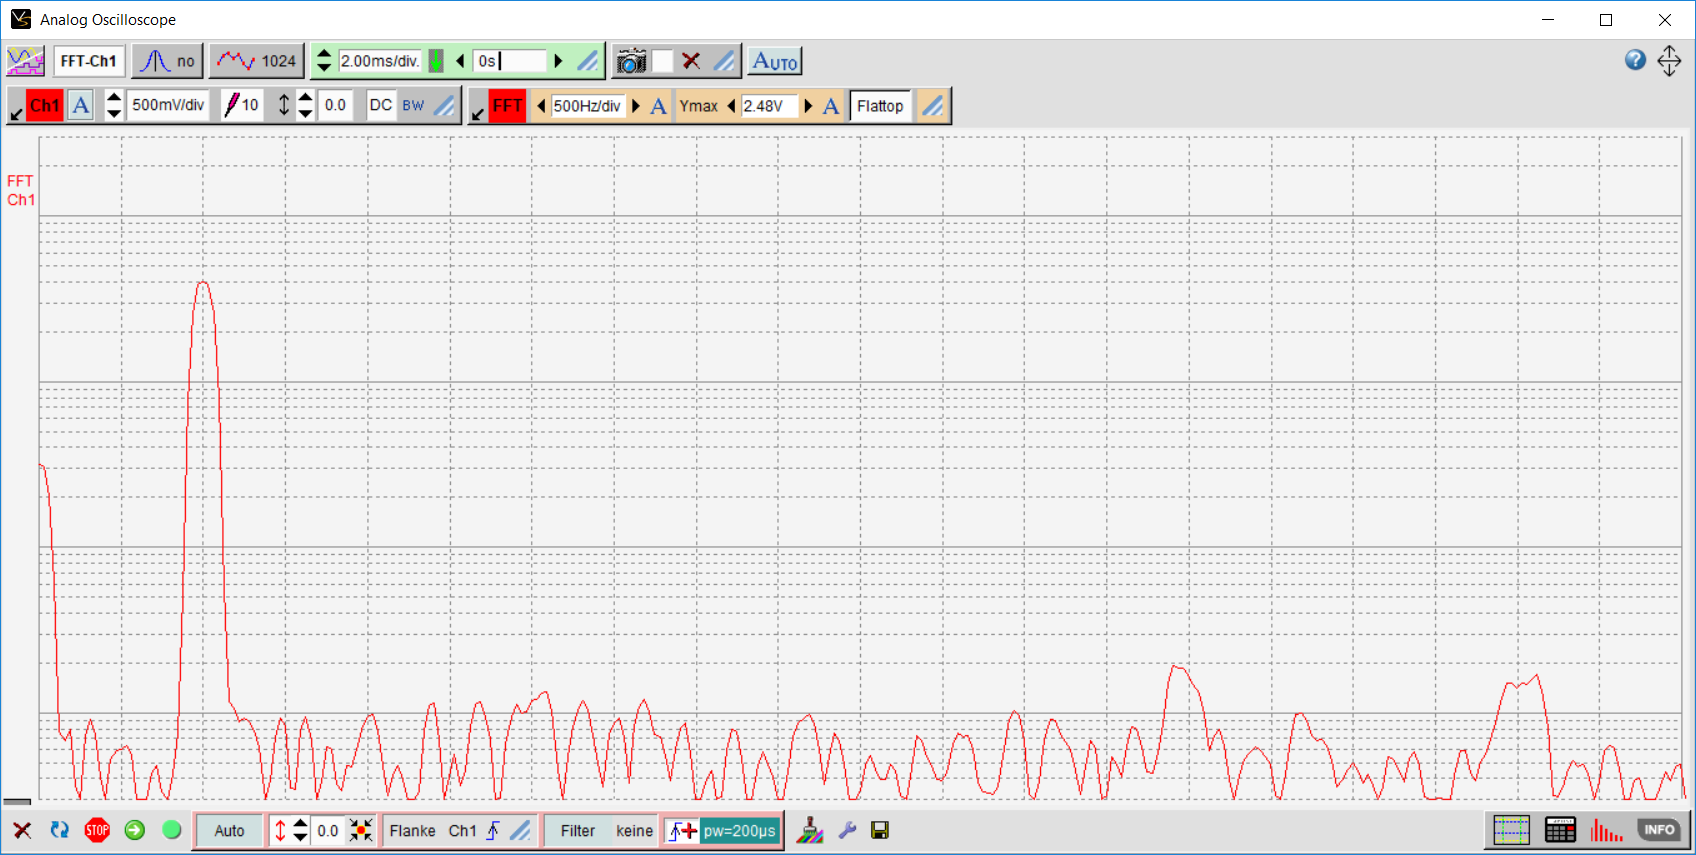 Analog Oscilloscope
FFT-Ch1 no 1024 2.00ms/div. 0s AUTO ?
Ch1 A 500mV/div 10 0.0 DC BW FFT 500Hz/div A Ymax 2.48V A Flattop
FFT
Ch1
STOP Auto 0.0 Flanke Ch1 Filter keine pw=200µs INFO